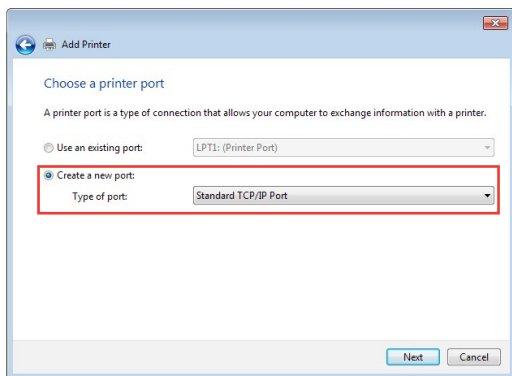 Add Printer
Choose a printer port
A printer port is a type of connection that allows your computer to exchange information with a printer.
Use an existing port: LPT1: (Printer Port)
Create a new port:
Type of port: Standard TCP/IP Port
Next Cancel